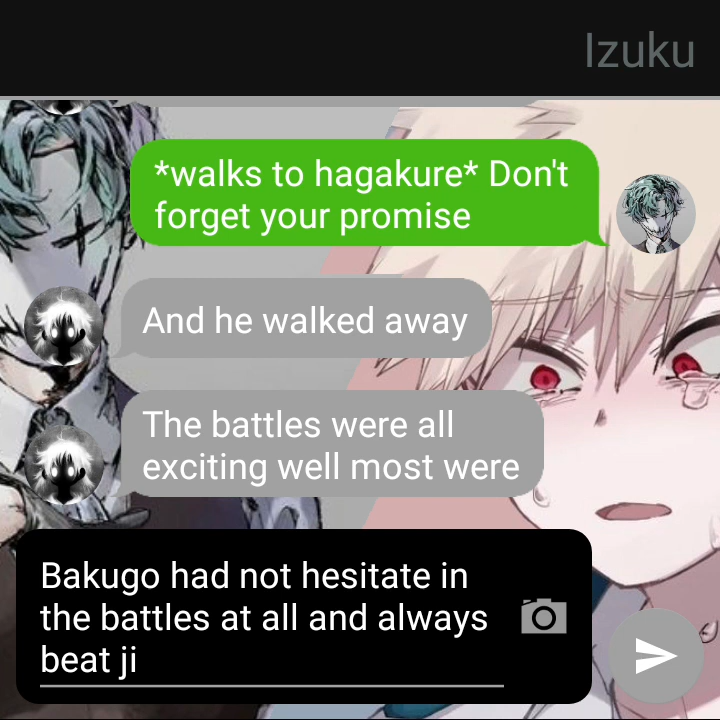 Izuku
*walks to hagakure* Don't
forget your promise
And he walked away
The battles were all
exciting well most were
Bakugo had not hesitate in
the battles at all and always
beat ji